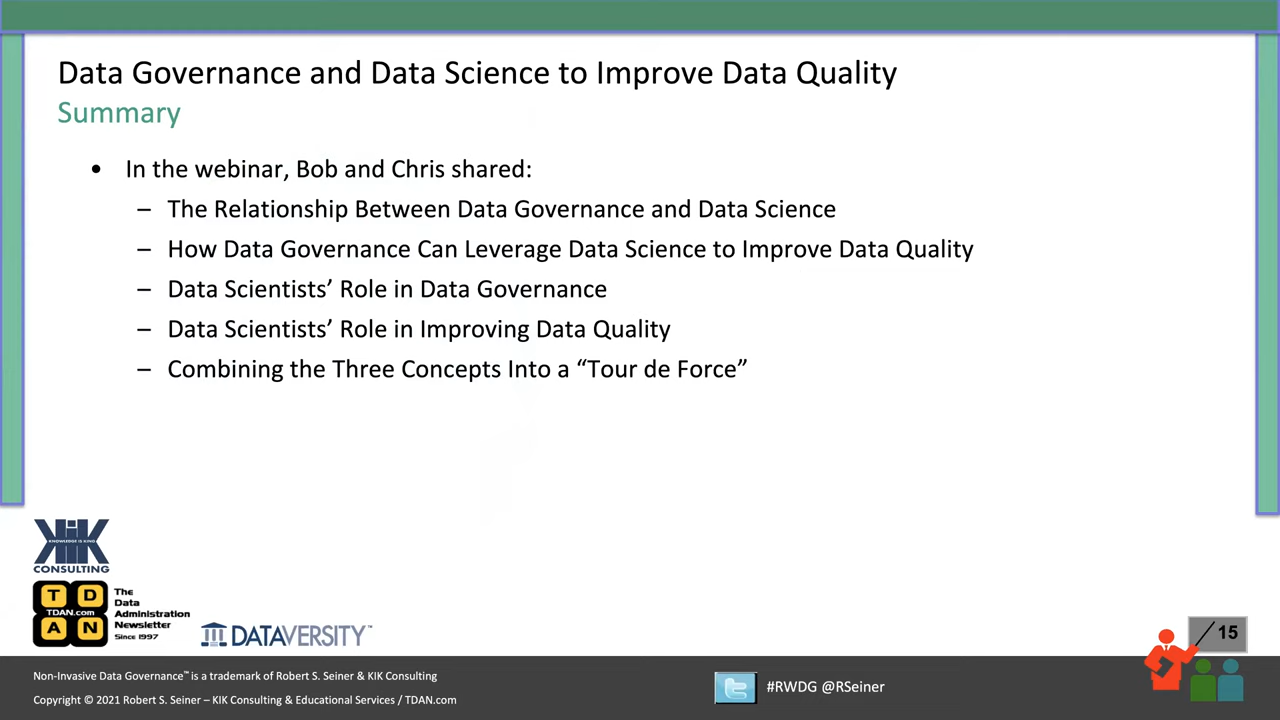 Data Governance and Data Science to Improve Data Quality
Summary
• In the webinar, Bob and Chris shared:
– The Relationship Between Data Governance and Data Science
– How Data Governance Can Leverage Data Science to Improve Data Quality
– Data Scientists’ Role in Data Governance
– Data Scientists’ Role in Improving Data Quality
– Combining the Three Concepts Into a “Tour de Force”
KIK
KNOWLEDGE IS KING
CONSULTING
T D
TDAN.com
A N
The
Data
Administration
Newsletter
Since 1997
DATAVERSITY™
15
Non-Invasive Data Governance™ is a trademark of Robert S. Seiner & KIK Consulting
Copyright © 2021 Robert S. Seiner – KIK Consulting & Educational Services / TDAN.com
#RWDG @RSeiner